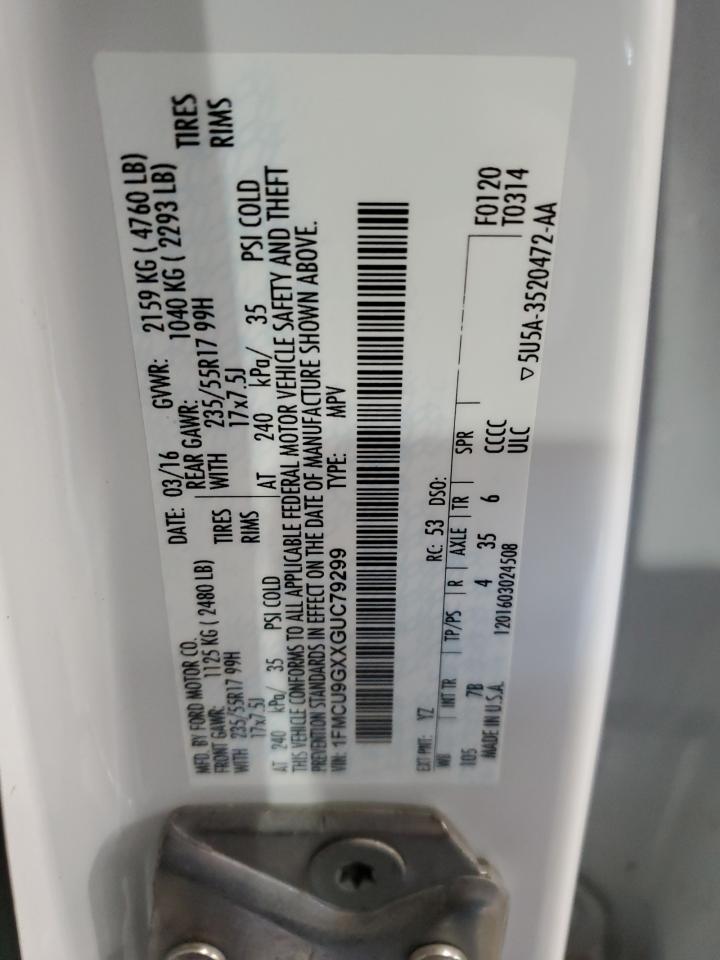 MFD. BY FORD MOTOR CO.
DATE: 03/16 GVWR: 2159 KG ( 4760 LB)
FRONT GAWR: 1125 KG ( 2480 LB)
REAR GAWR: 1040 KG ( 2293 LB)
WITH 235/55R17 99H TIRES
WITH 235/55R17 99H TIRES
17x7.5J RIMS
17x7.5J RIMS
AT 240 kPa/ 35 PSI COLD
AT 240 kPa/ 35 PSI COLD
THIS VEHICLE CONFORMS TO ALL APPLICABLE FEDERAL MOTOR VEHICLE SAFETY AND THEFT
PREVENTION STANDARDS IN EFFECT ON THE DATE OF MANUFACTURE SHOWN ABOVE.
VIN: 1FMCU9GXXGUC79299 TYPE: MPV
EXT PNT: YZ RC: 53 DSO:
WB INT TR TP/PS R AXLE TR SPR F0120
105 7B 4 35 6 CCCC T0314
ULC
MADE IN U.S.A. 1201603024508 ▽5U5A-3520472-AA